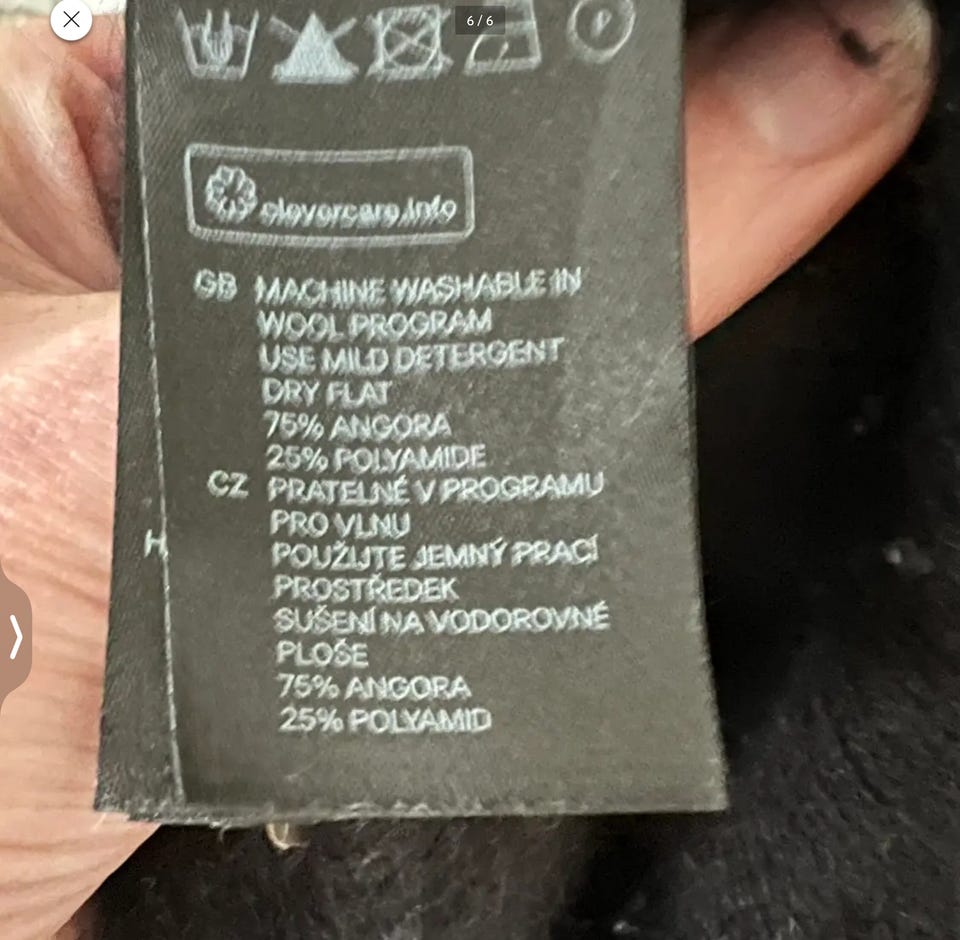 6 / 6
clevercare.info
GB MACHINE WASHABLE IN
WOOL PROGRAM
USE MILD DETERGENT
DRY FLAT
75% ANGORA
25% POLYAMIDE
CZ PRATELNÉ V PROGRAMU
PRO VLNU
POUŽIJTE JEMNÝ PRACÍ
H
PROSTŘEDEK
SUŠENÍ NA VODOROVNÉ
PLOŠE
75% ANGORA
25% POLYAMID